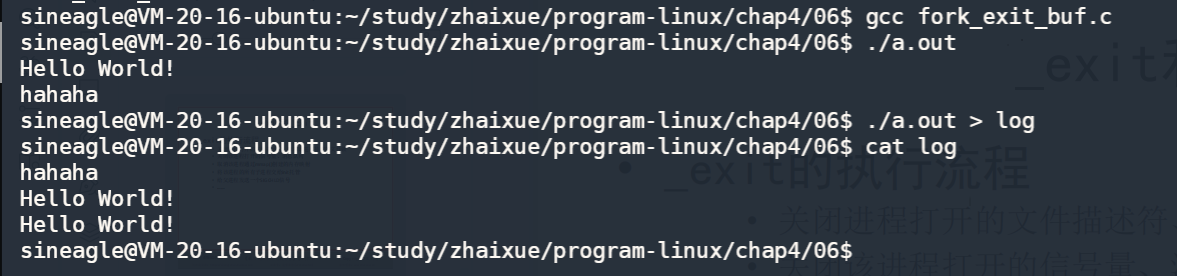 sineagle@VM-20-16-ubuntu:~/study/zhaixue/program-linux/chap4/06$ gcc fork_exit_buf.c
sineagle@VM-20-16-ubuntu:~/study/zhaixue/program-linux/chap4/06$ ./a.out
Hello World!
hahaha
sineagle@VM-20-16-ubuntu:~/study/zhaixue/program-linux/chap4/06$ ./a.out > log
sineagle@VM-20-16-ubuntu:~/study/zhaixue/program-linux/chap4/06$ cat log
hahaha
Hello World!
Hello World!
sineagle@VM-20-16-ubuntu:~/study/zhaixue/program-linux/chap4/06$
_exit
• _exit的执行流程
• 关闭进程打开的文件描述符